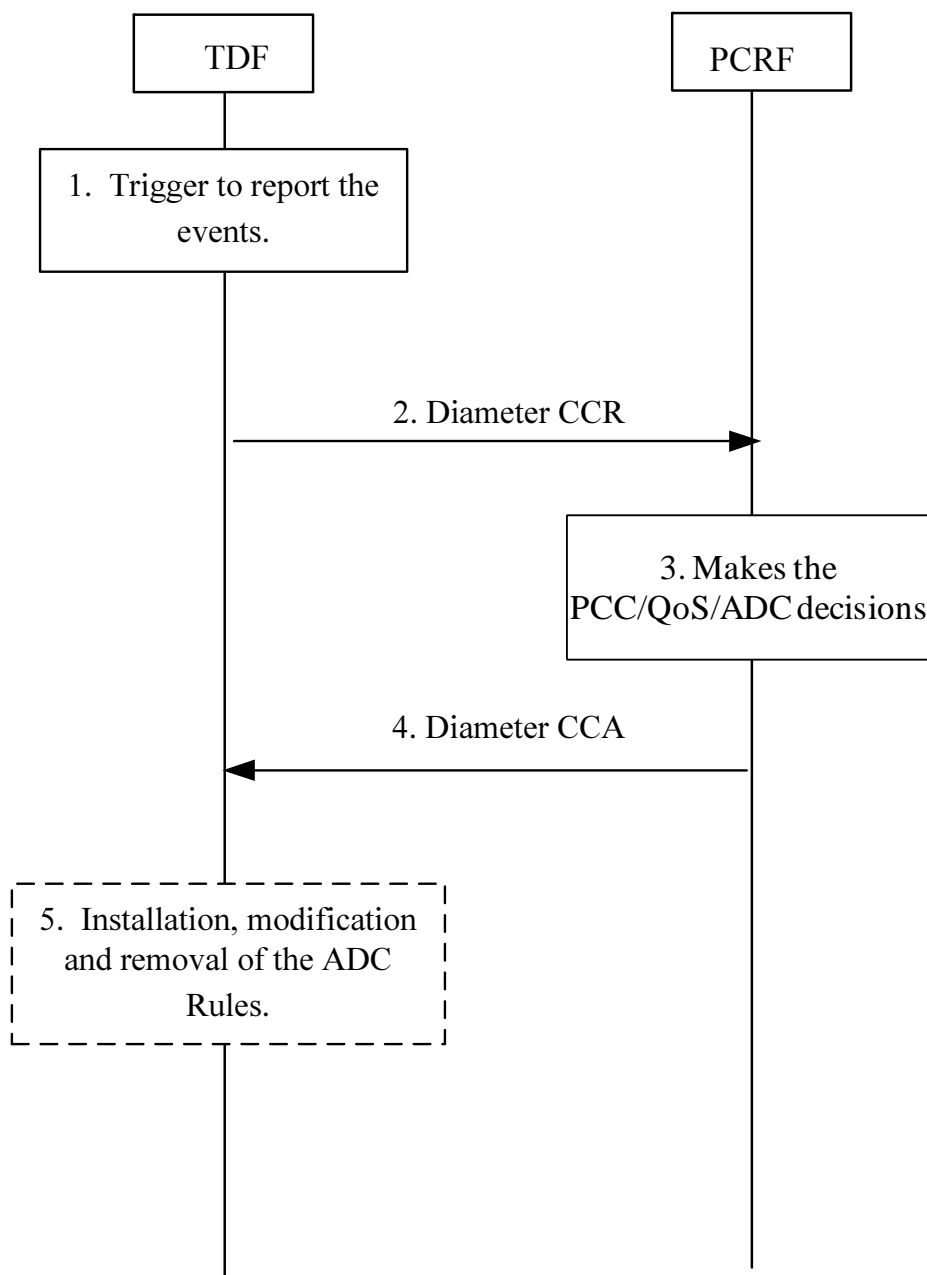 TDF
PCRF
1. Trigger to report the
events.
2. Diameter CCR
3. Makes the
PCC/QoS/ADC decisions
4. Diameter CCA
5. Installation, modification
and removal of the ADC
Rules.